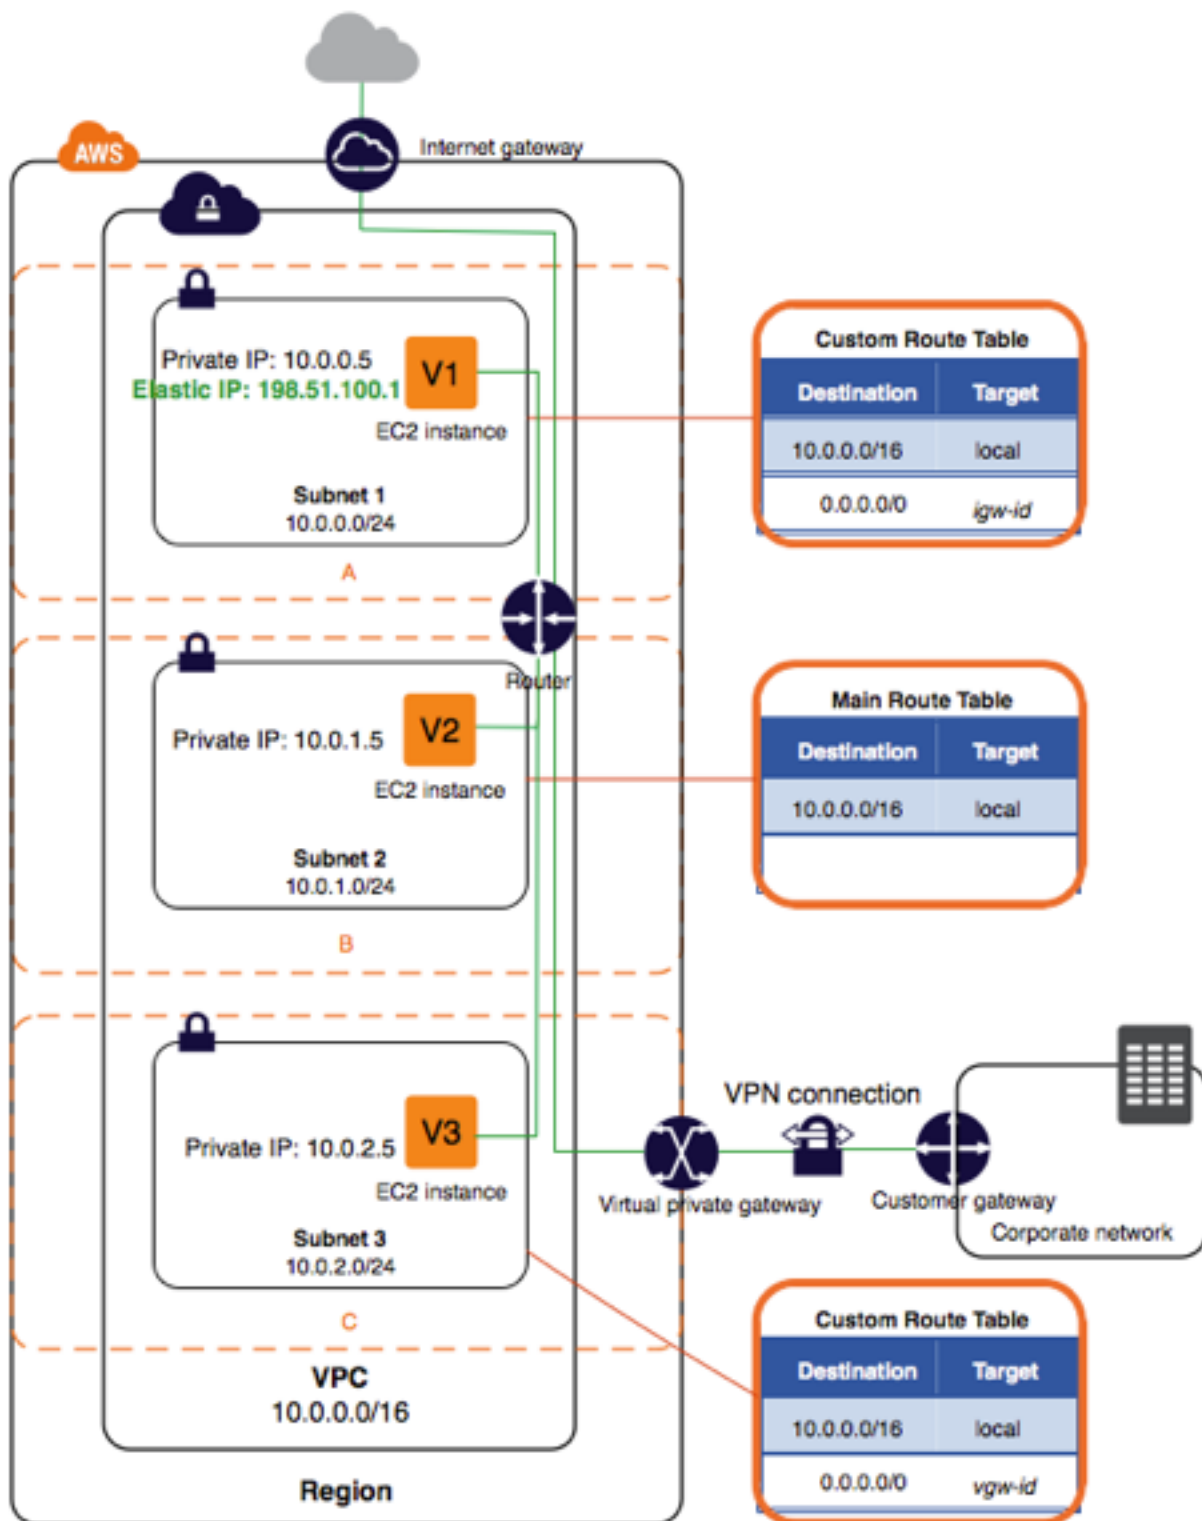 AWS
Internet gateway
Private IP: 10.0.0.5
Elastic IP: 198.51.100.1
V1
EC2 instance
Subnet 1
10.0.0.0/24
A
Custom Route Table
Destination Target
10.0.0.0/16 local
0.0.0.0/0 igw-id
Router
Private IP: 10.0.1.5
V2
EC2 instance
Subnet 2
10.0.1.0/24
B
Main Route Table
Destination Target
10.0.0.0/16 local
Private IP: 10.0.2.5
V3
EC2 instance
Subnet 3
10.0.2.0/24
C
VPN connection
Virtual private gateway
Customer gateway
Corporate network
VPC
10.0.0.0/16
Region
Custom Route Table
Destination Target
10.0.0.0/16 local
0.0.0.0/0 vgw-id